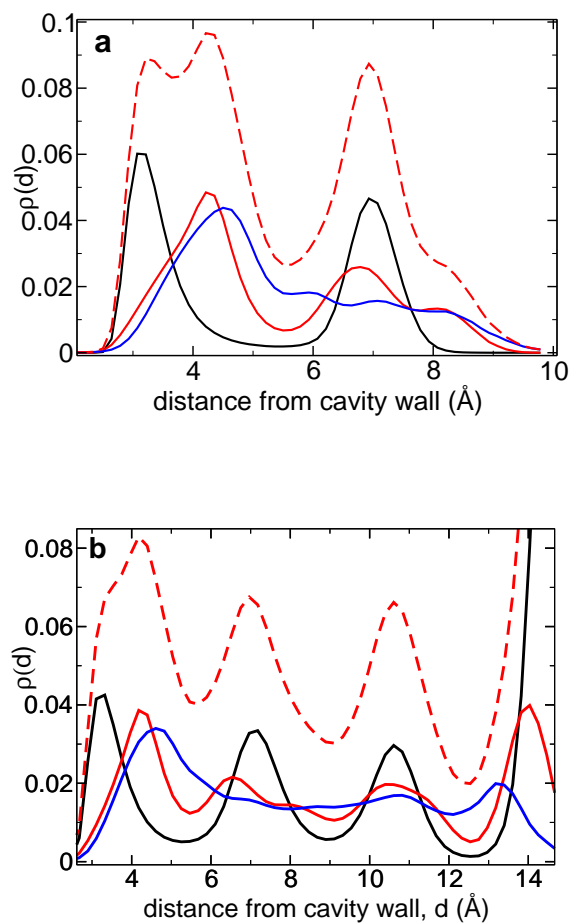 0.1
a
0.08
0.06
0.04
0.02
0
ρ(d)
4 6 8 10
distance from cavity wall (Å)
b
0.08
0.06
0.04
0.02
0
ρ(d)
4 6 8 10 12 14
distance from cavity wall, d (Å)